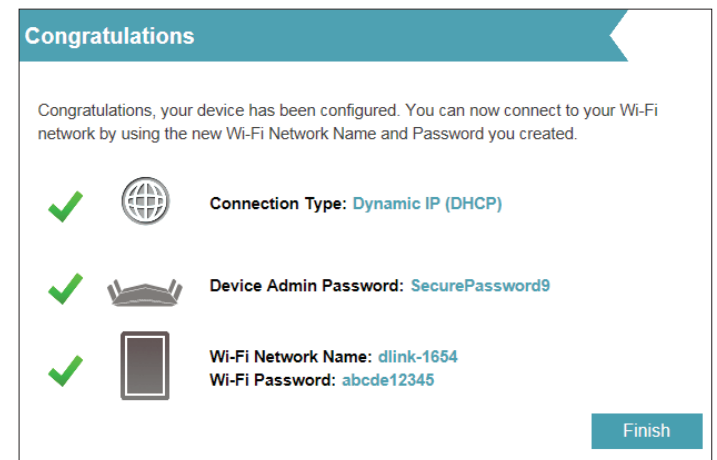 Congratulations
Congratulations, your device has been configured. You can now connect to your Wi-Fi
network by using the new Wi-Fi Network Name and Password you created.
Connection Type: Dynamic IP (DHCP)
Device Admin Password: SecurePassword9
Wi-Fi Network Name: dlink-1654
Wi-Fi Password: abcde12345
Finish